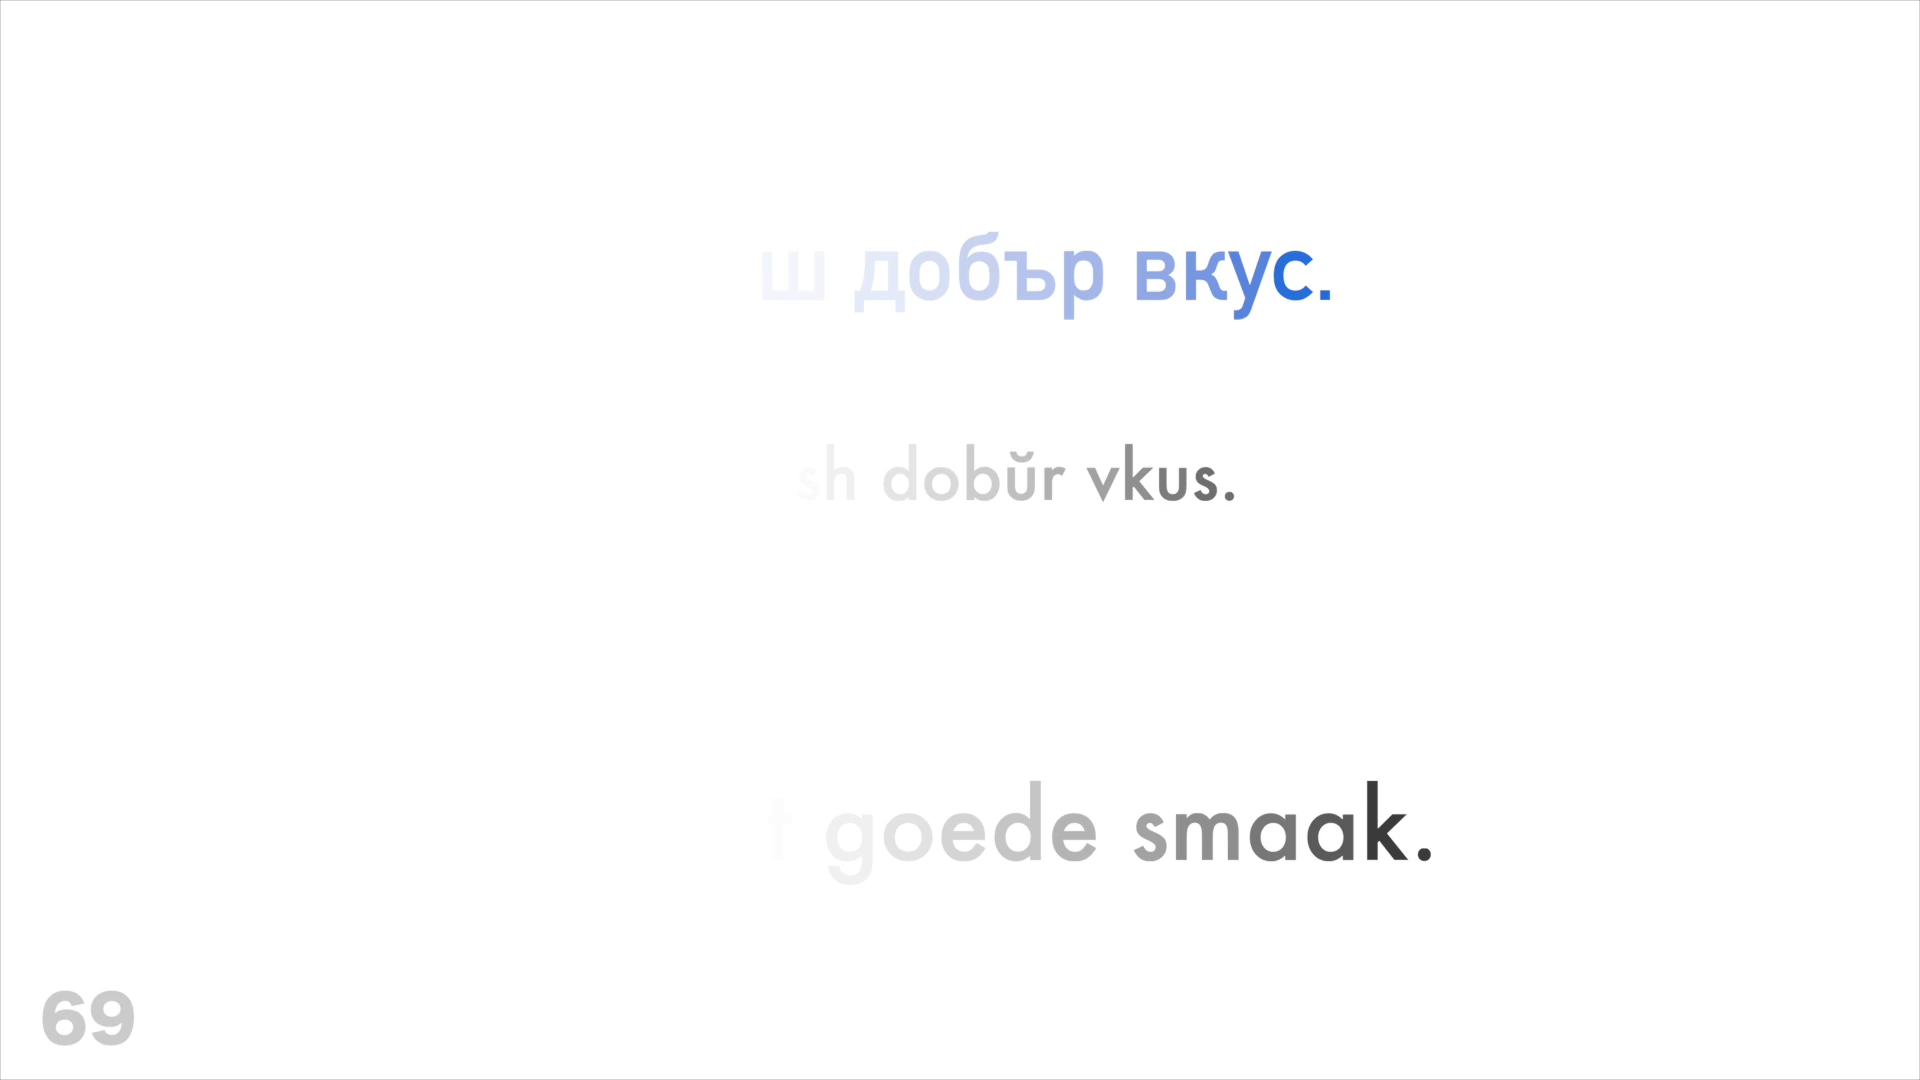 ш добър вкус.
sh dobŭr vkus.
t goede smaak.
69